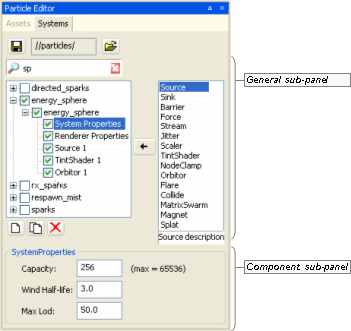 Particle Editor
Assets Systems
//particles/
sp
directed_sparks
energy_sphere
energy_sphere
System Properties
Renderer Properties
Source 1
TintShader 1
Orbitor 1
rx_sparks
respawn_mist
sparks
Source
Sink
Barrier
Force
Stream
Jitter
Scaler
TintShader
NodeClamp
Orbitor
Flare
Collide
MatrixSwarm
Magnet
Splat
Source description
General sub-panel
SystemProperties
Capacity: 256 (max = 65536)
Wind Half-life: 3.0
Max Lod: 50.0
Component sub-panel